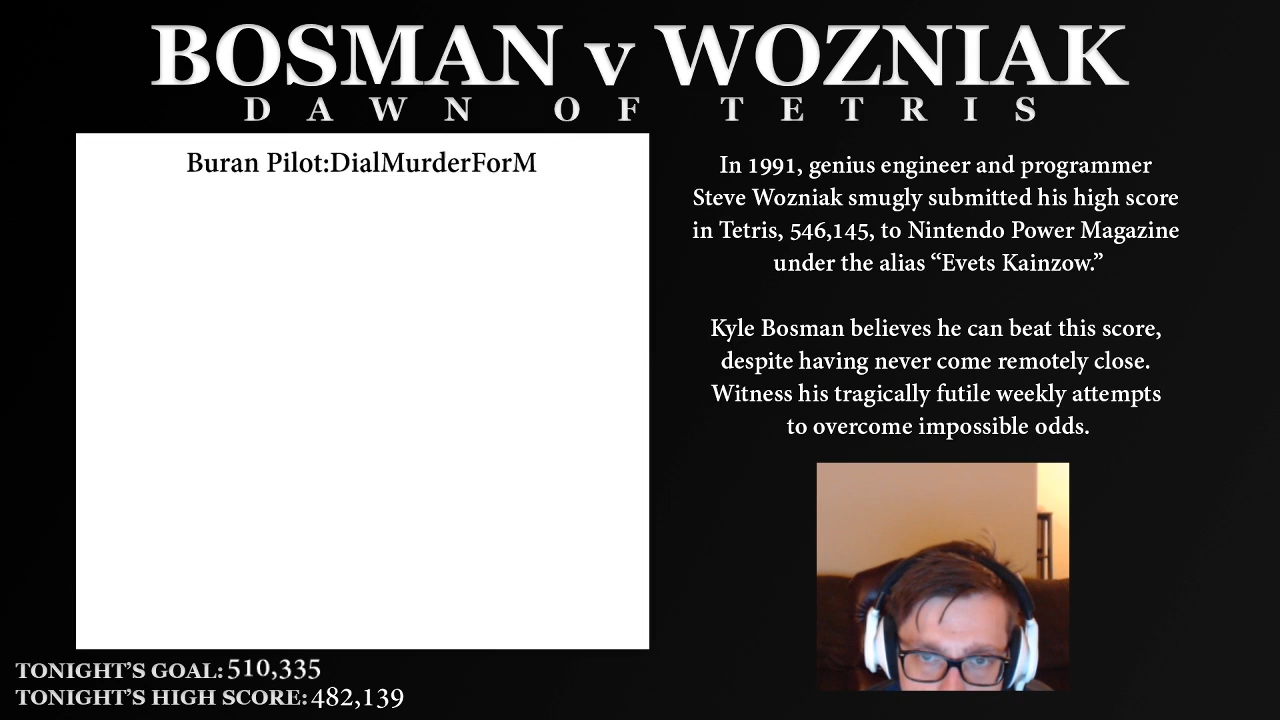 BOSMAN v WOZNIAK
DAWN OF TETRIS
Buran Pilot:DialMurderForM
In 1991, genius engineer and programmer
Steve Wozniak smugly submitted his high score
in Tetris, 546,145, to Nintendo Power Magazine
under the alias “Evets Kainzow.”
Kyle Bosman believes he can beat this score,
despite having never come remotely close.
Witness his tragically futile weekly attempts
to overcome impossible odds.
TONIGHT’S GOAL: 510,335
TONIGHT’S HIGH SCORE: 482,139